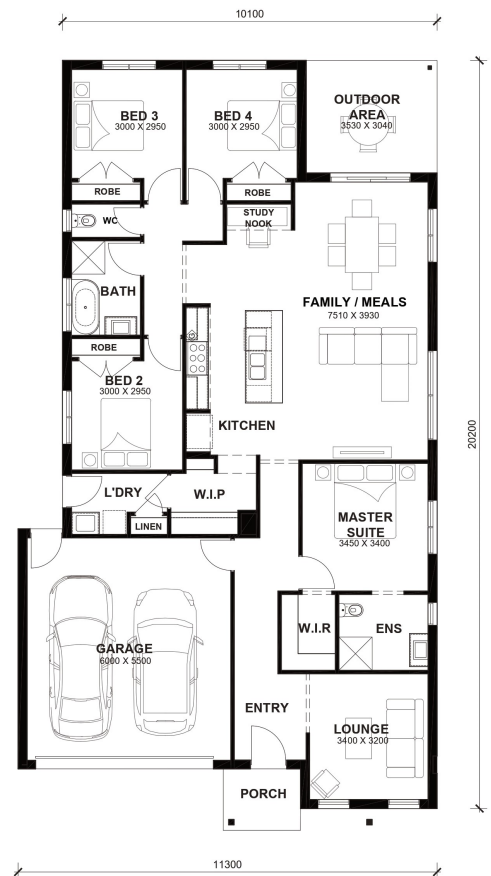 10100
BED 3
3000 X 2950
BED 4
3000 X 2950
OUTDOOR
AREA
3530 X 3040
ROBE
ROBE
WC
STUDY
NOOK
BATH
FAMILY / MEALS
7510 X 3930
ROBE
BED 2
3000 X 2950
KITCHEN
20200
L'DRY
W.I.P
LINEN
MASTER
SUITE
3450 X 3400
W.I.R
ENS
GARAGE
6000 X 5500
ENTRY
LOUNGE
3400 X 3200
PORCH
11300